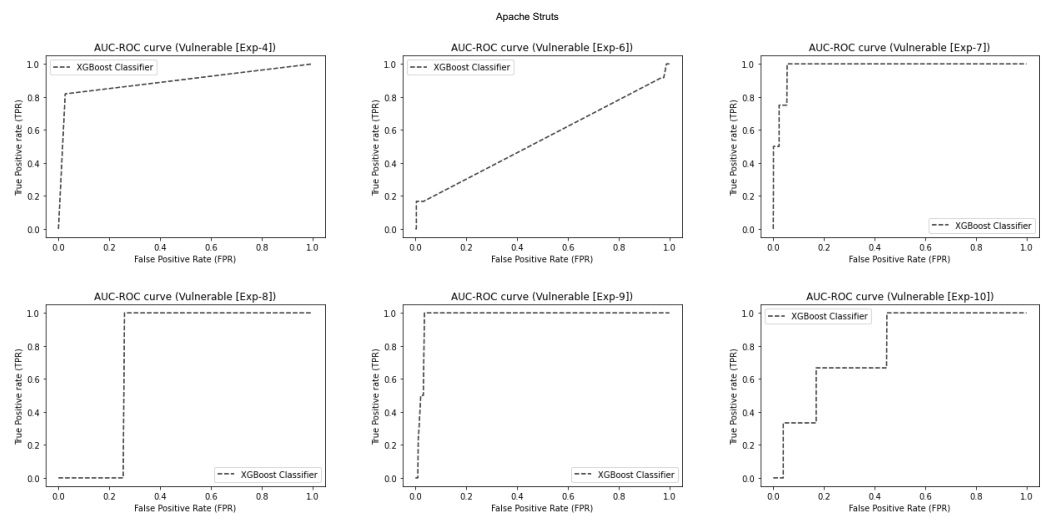 Apache Struts
AUC-ROC curve (Vulnerable [Exp-4])
XGBoost Classifier
True Positive rate (TPR)
1.0
0.8
0.6
0.4
0.2
0.0
0.0 0.2 0.4 0.6 0.8 1.0
False Positive Rate (FPR)
AUC-ROC curve (Vulnerable [Exp-6])
XGBoost Classifier
True Positive rate (TPR)
1.0
0.8
0.6
0.4
0.2
0.0
0.0 0.2 0.4 0.6 0.8 1.0
False Positive Rate (FPR)
AUC-ROC curve (Vulnerable [Exp-7])
True Positive rate (TPR)
1.0
0.8
0.6
0.4
0.2
0.0
XGBoost Classifier
0.0 0.2 0.4 0.6 0.8 1.0
False Positive Rate (FPR)
AUC-ROC curve (Vulnerable [Exp-8])
True Positive rate (TPR)
1.0
0.8
0.6
0.4
0.2
0.0
XGBoost Classifier
0.0 0.2 0.4 0.6 0.8 1.0
False Positive Rate (FPR)
AUC-ROC curve (Vulnerable [Exp-9])
True Positive rate (TPR)
1.0
0.8
0.6
0.4
0.2
0.0
XGBoost Classifier
0.0 0.2 0.4 0.6 0.8 1.0
False Positive Rate (FPR)
AUC-ROC curve (Vulnerable [Exp-10])
XGBoost Classifier
True Positive rate (TPR)
1.0
0.8
0.6
0.4
0.2
0.0
0.0 0.2 0.4 0.6 0.8 1.0
False Positive Rate (FPR)